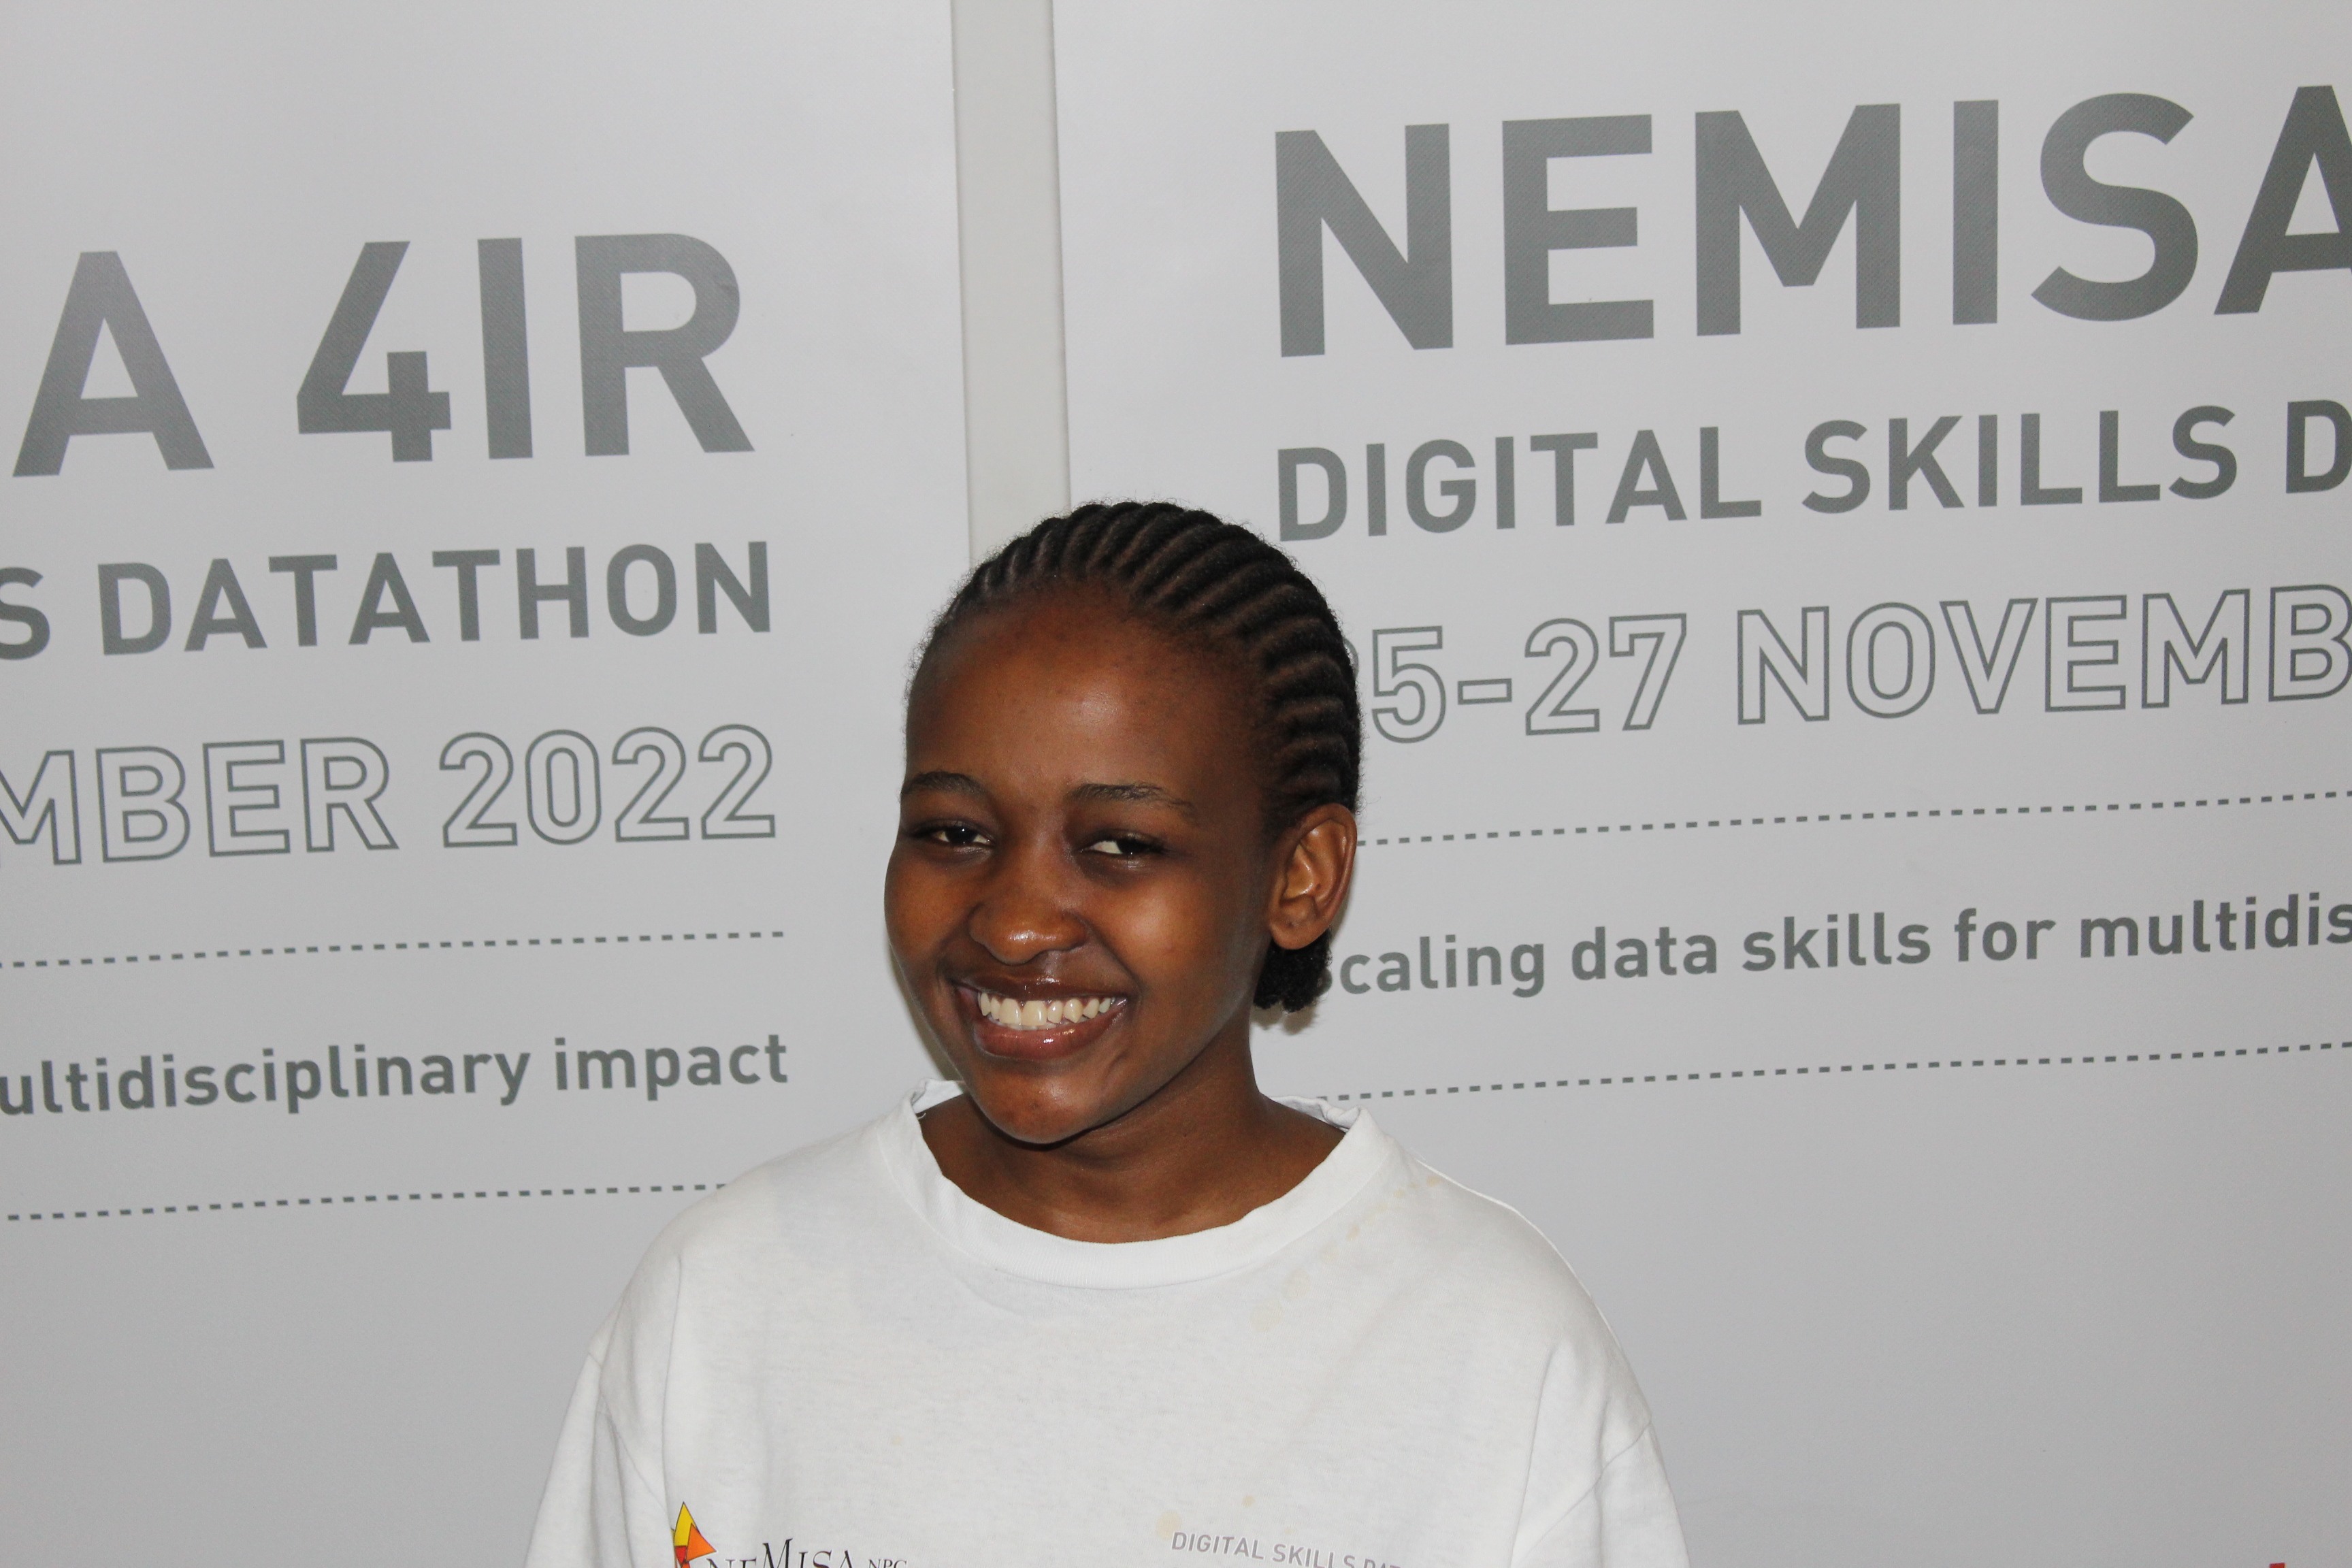 A 4IR
S DATATHON
MBER 2022
ultidisciplinary impact
NEMISA
DIGITAL SKILLS D
5-27 NOVEMB
caling data skills for multidis
NEMISA NPC
DIGITAL SKILLS DAT